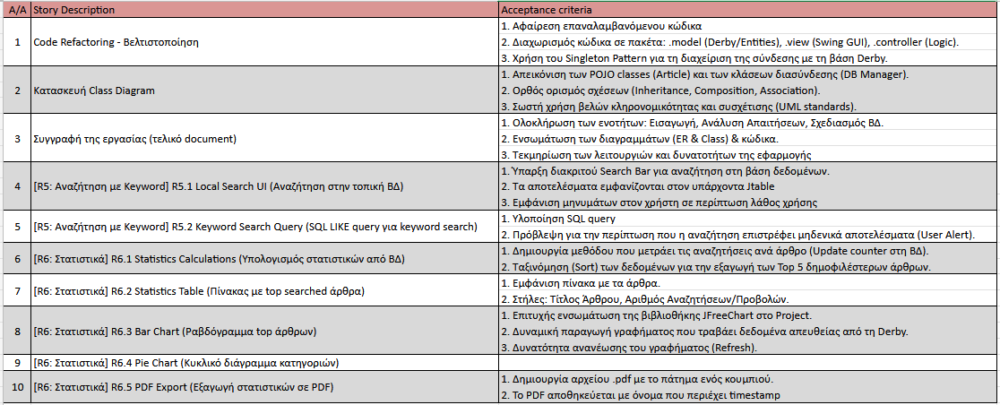 A/A Story Description Acceptance criteria
1 Code Refactoring - Βελτιστοποίηση
1. Αφαίρεση επαναλαμβανόμενου κώδικα
2. Διαχωρισμός κώδικα σε πακέτα: .model (Derby/Entities), .view (Swing GUI), .controller (Logic).
3. Χρήση του Singleton Pattern για τη διαχείριση της σύνδεσης με τη βάση Derby.
2 Κατασκευή Class Diagram
1. Απεικόνιση των POJO classes (Article) και των κλάσεων διασύνδεσης (DB Manager).
2. Ορθός ορισμός σχέσεων (Inheritance, Composition, Association).
3. Σωστή χρήση βελών κληρονομικότητας και συσχέτισης (UML standards).
3 Συγγραφή της εργασίας (τελικό document)
1. Ολοκλήρωση των ενοτήτων: Εισαγωγή, Ανάλυση Απαιτήσεων, Σχεδιασμός ΒΔ.
2. Ενσωμάτωση των διαγραμμάτων (ER & Class) & κώδικα.
3. Τεκμηρίωση των λειτουργιών και δυνατοτήτων της εφαρμογής
4 [R5: Αναζήτηση με Keyword] R5.1 Local Search UI (Αναζήτηση στην τοπική ΒΔ)
1. Ύπαρξη διακριτού Search Bar για αναζήτηση στη βάση δεδομένων.
2. Τα αποτελέσματα εμφανίζονται στον υπάρχοντα Jtable
3. Εμφάνιση μηνυμάτων στον χρήστη σε περίπτωση λάθος χρήσης
5 [R5: Αναζήτηση με Keyword] R5.2 Keyword Search Query (SQL LIKE query για keyword search)
1. Υλοποίηση SQL query
2. Πρόβλεψη για την περίπτωση που η αναζήτηση επιστρέφει μηδενικά αποτελέσματα (User Alert).
6 [R6: Στατιστικά] R6.1 Statistics Calculations (Υπολογισμός στατιστικών από ΒΔ)
1. Δημιουργία μεθόδου που μετράει τις αναζητήσεις ανά άρθρο (Update counter στη ΒΔ).
2. Ταξινόμηση (Sort) των δεδομένων για την εξαγωγή των Top 5 δημοφιλέστερων άρθρων.
7 [R6: Στατιστικά] R6.2 Statistics Table (Πίνακας με top searched άρθρα)
1. Εμφάνιση πίνακα με τα άρθρα.
2. Στήλες: Τίτλος Άρθρου, Αριθμός Αναζητήσεων/Προβολών.
8 [R6: Στατιστικά] R6.3 Bar Chart (Ραβδόγραμμα top άρθρων)
1. Επιτυχής ενσωμάτωση της βιβλιοθήκης JFreeChart στο Project.
2. Δυναμική παραγωγή γραφήματος που τραβάει δεδομένα απευθείας από τη Derby.
3. Δυνατότητα ανανέωσης του γραφήματος (Refresh).
9 [R6: Στατιστικά] R6.4 Pie Chart (Κυκλικό διάγραμμα κατηγοριών)
10 [R6: Στατιστικά] R6.5 PDF Export (Εξαγωγή στατιστικών σε PDF)
1. Δημιουργία αρχείου .pdf με το πάτημα ενός κουμπιού.
2. Το PDF αποθηκεύεται με όνομα που περιέχει timestamp